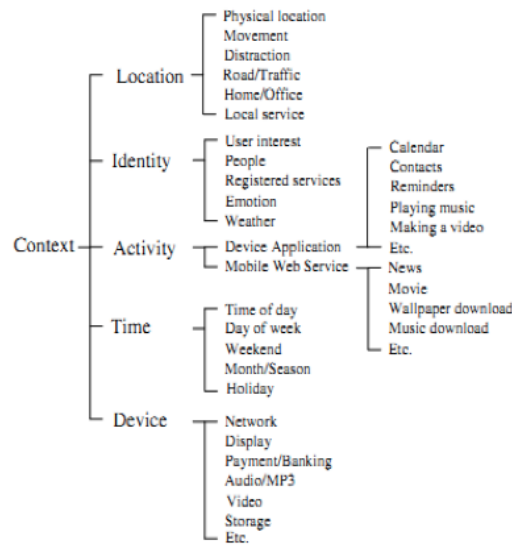 Context
Location
Physical location
Movement
Distraction
Road/Traffic
Home/Office
Local service
Identity
User interest
People
Registered services
Emotion
Weather
Activity
Device Application
Calendar
Contacts
Reminders
Playing music
Making a video
Etc.
Mobile Web Service
News
Movie
Wallpaper download
Music download
Etc.
Time
Time of day
Day of week
Weekend
Month/Season
Holiday
Device
Network
Display
Payment/Banking
Audio/MP3
Video
Storage
Etc.